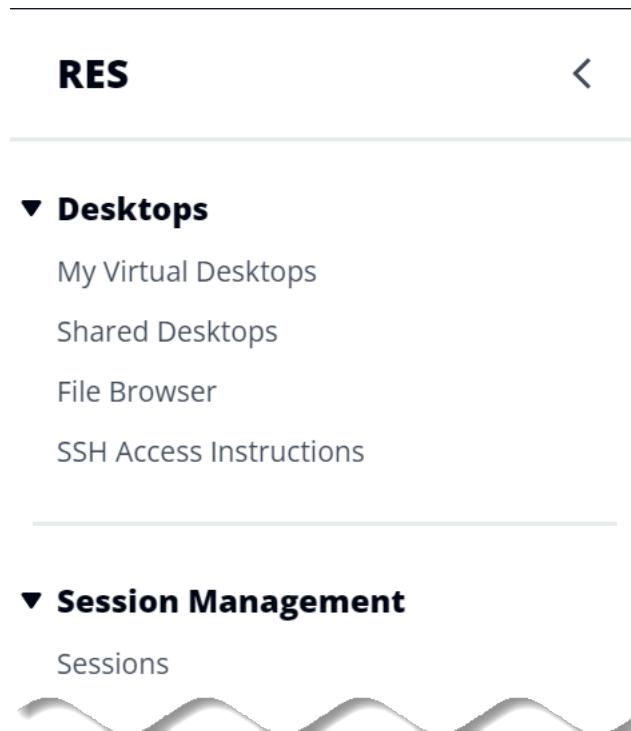 RES
Desktops
My Virtual Desktops
Shared Desktops
File Browser
SSH Access Instructions
Session Management
Sessions